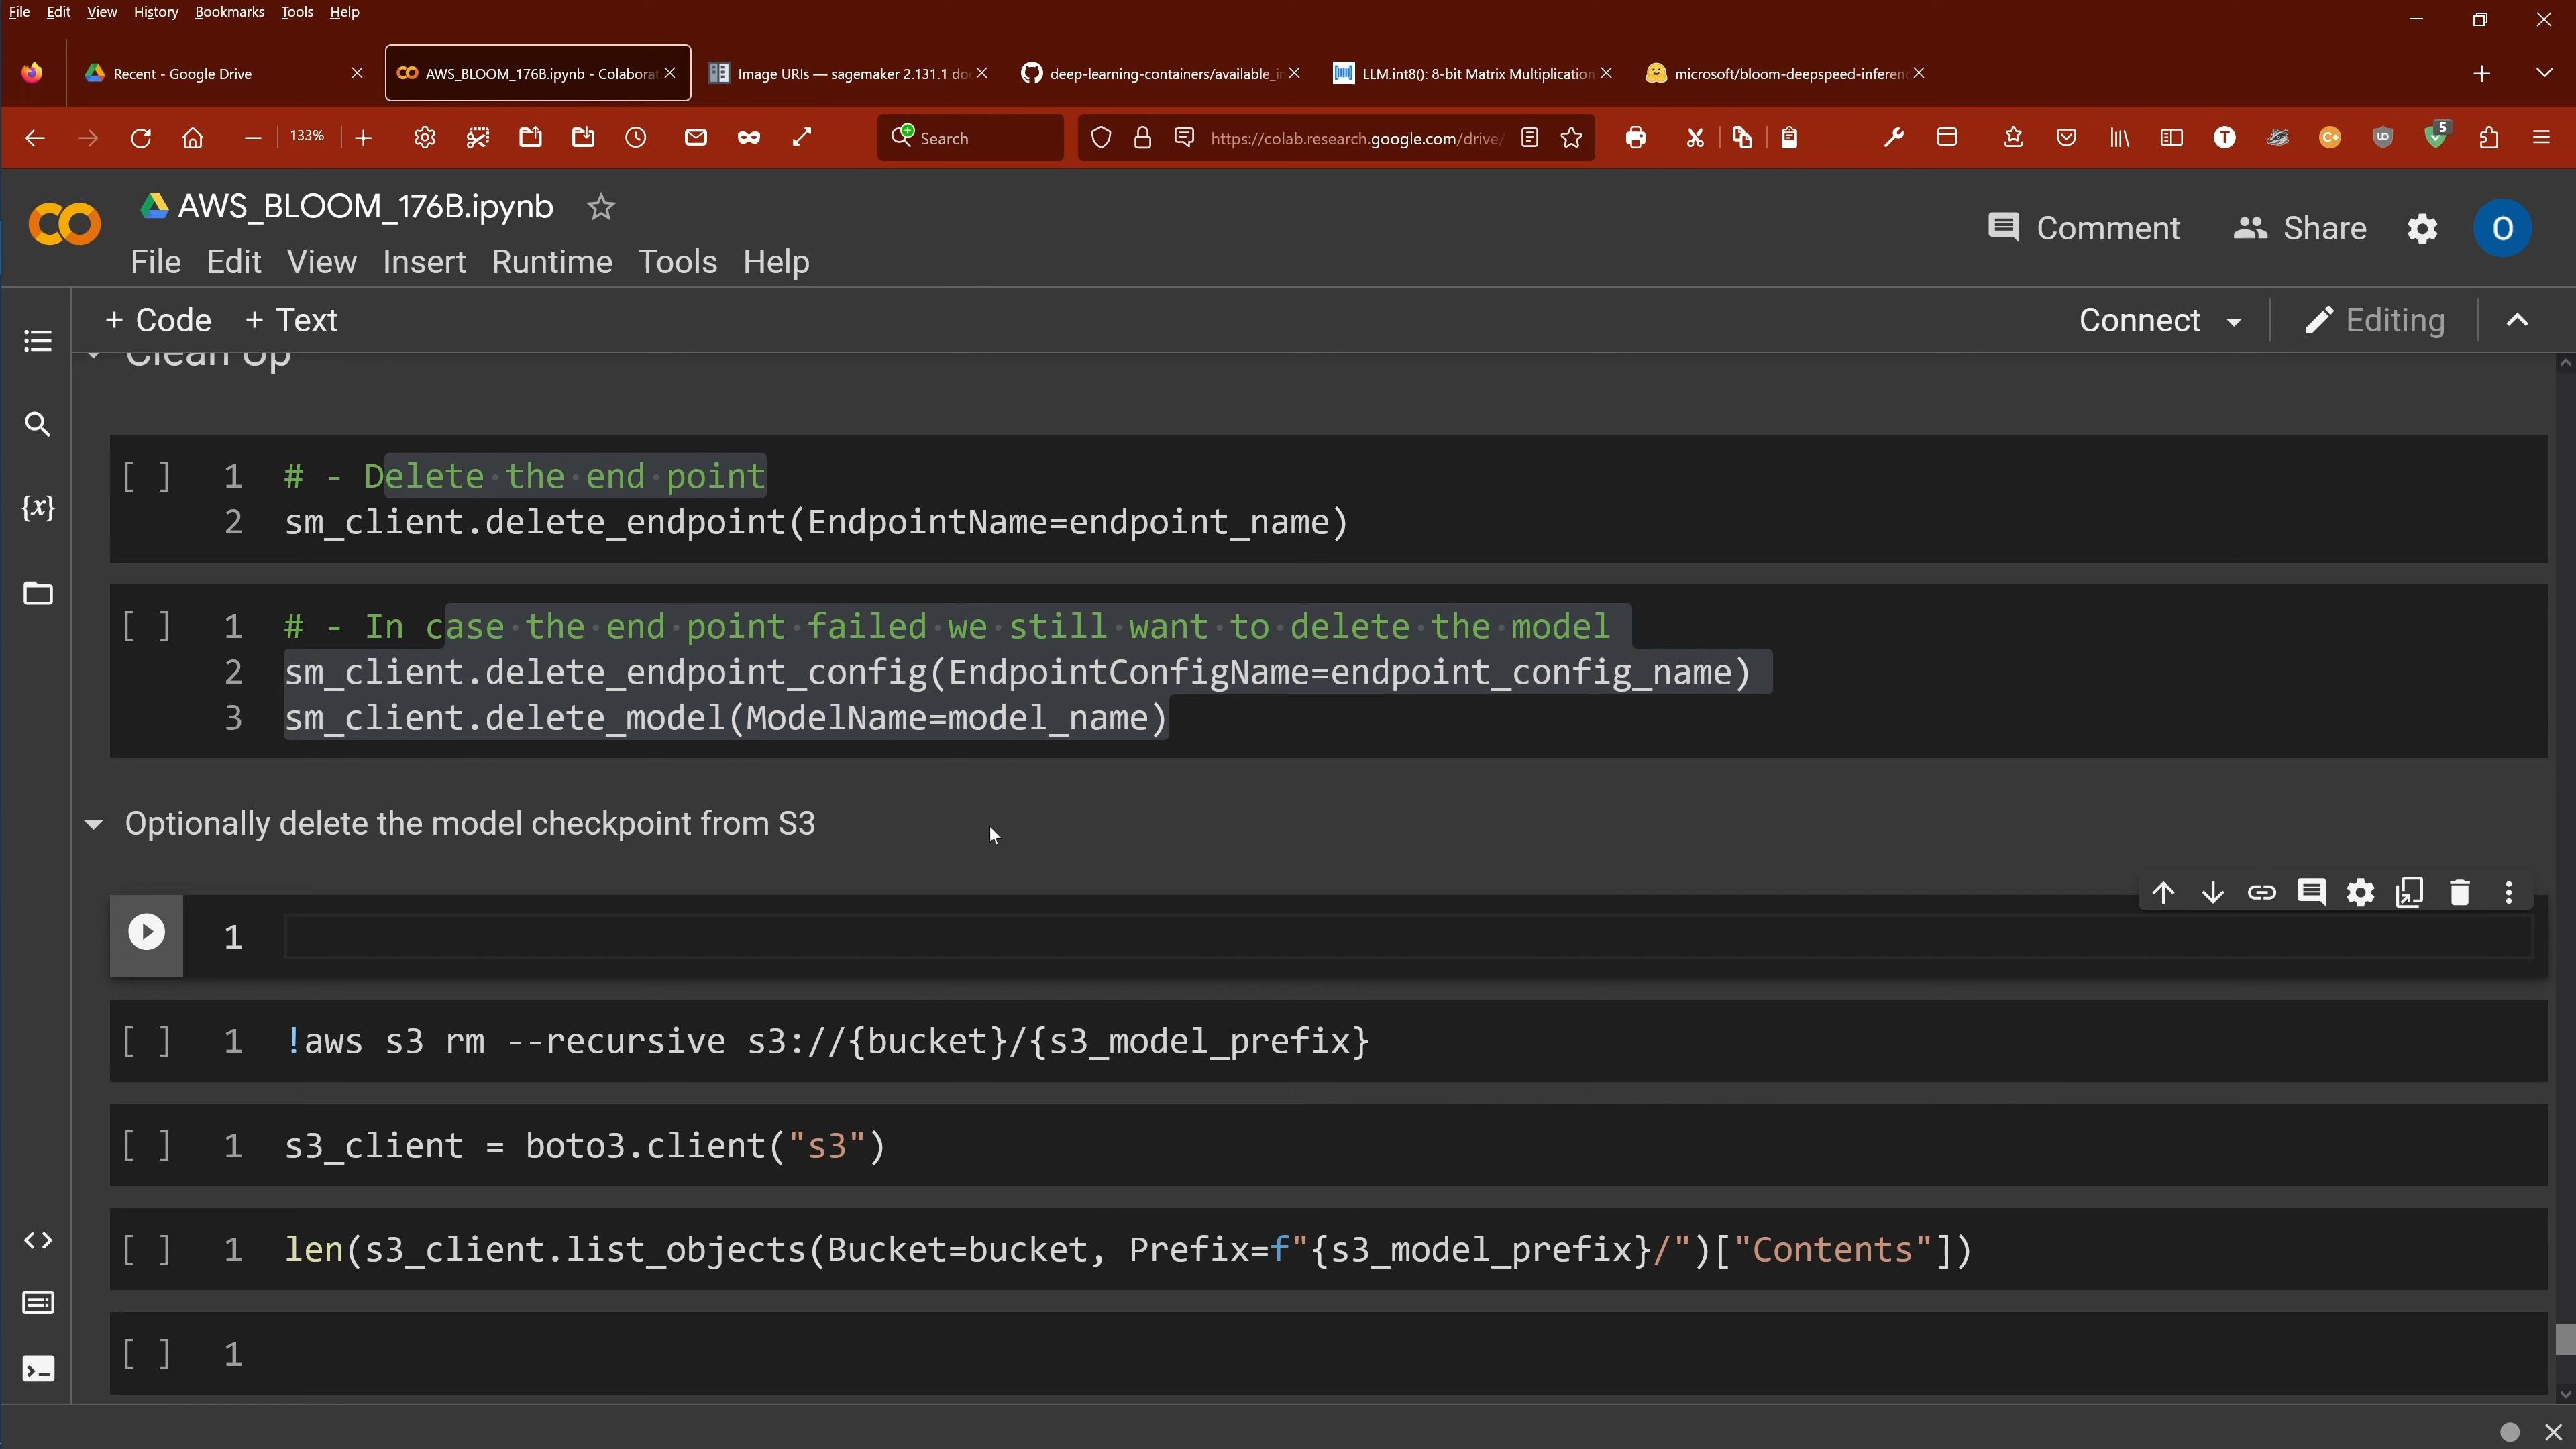 File Edit View History Bookmarks Tools Help
Recent - Google Drive
AWS_BLOOM_176B.ipynb - Colaborat
Image URIs — sagemaker 2.131.1 do
deep-learning-containers/available_i
LLM.int8(): 8-bit Matrix Multiplication
microsoft/bloom-deepspeed-inferen
133%
Search
https://colab.research.google.com/drive/
5
AWS_BLOOM_176B.ipynb
File Edit View Insert Runtime Tools Help
Comment Share O
+ Code + Text
Connect Editing
Clean Up
[ ] 1 # - Delete the end point
2 sm_client.delete_endpoint(EndpointName=endpoint_name)
[ ] 1 # - In case the end point failed we still want to delete the model
2 sm_client.delete_endpoint_config(EndpointConfigName=endpoint_config_name)
3 sm_client.delete_model(ModelName=model_name)
Optionally delete the model checkpoint from S3
1
[ ] 1 !aws s3 rm --recursive s3://{bucket}/{s3_model_prefix}
[ ] 1 s3_client = boto3.client("s3")
[ ] 1 len(s3_client.list_objects(Bucket=bucket, Prefix=f"{s3_model_prefix}/")["Contents"])
[ ] 1